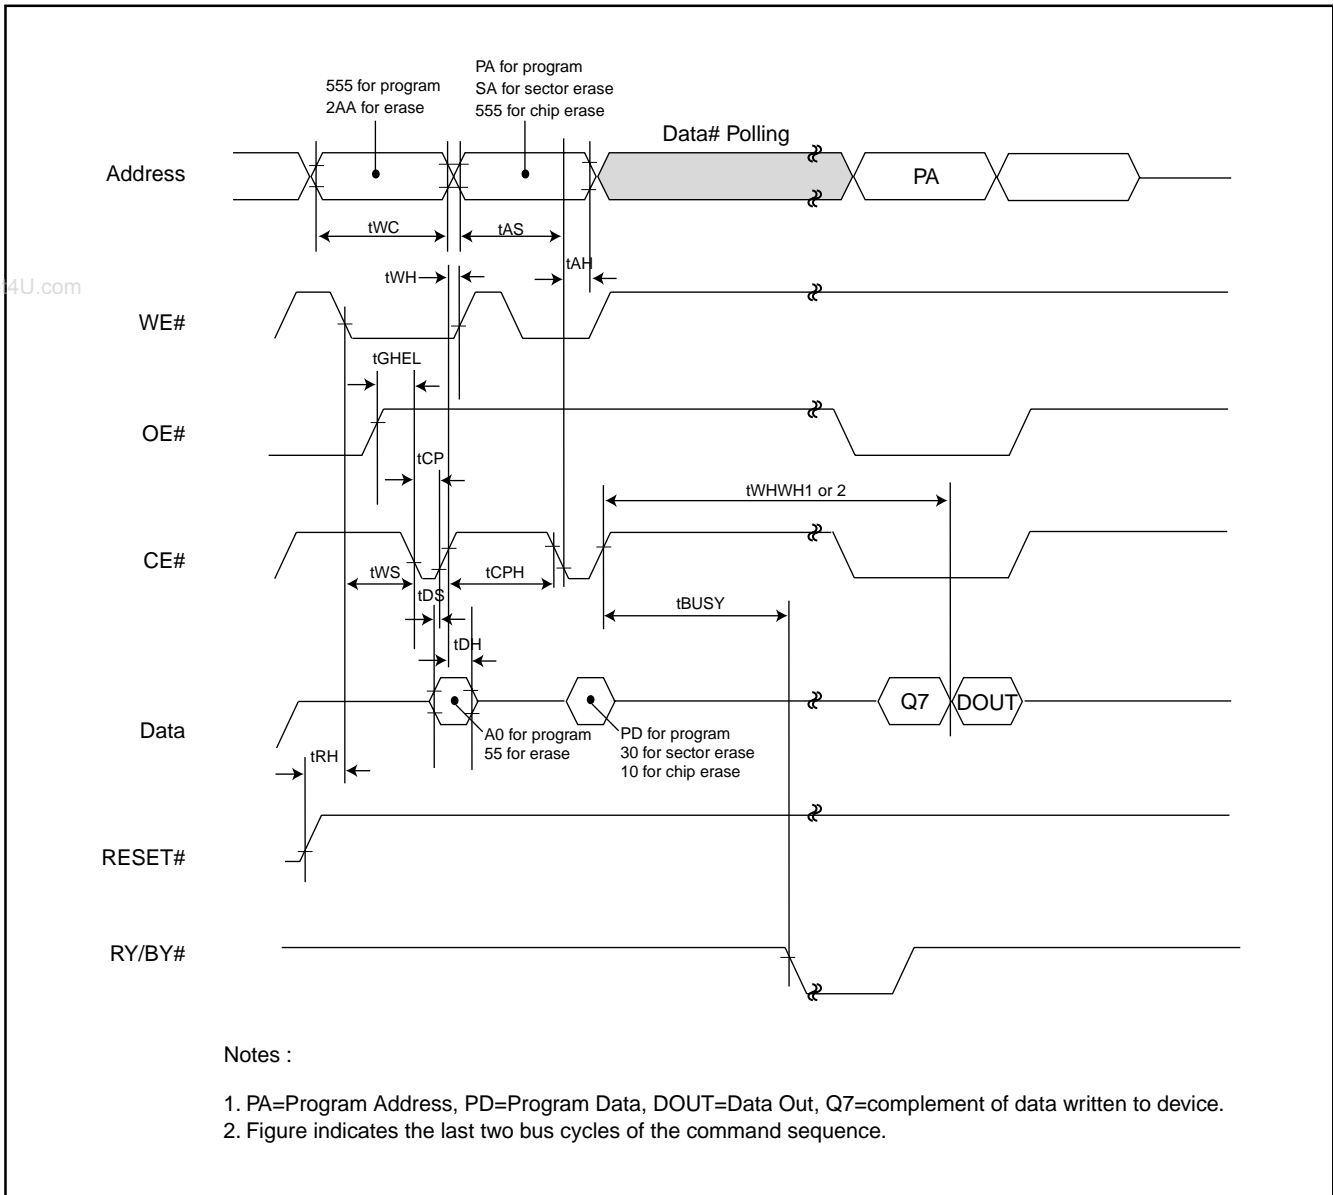 555 for program
2AA for erase
PA for program
SA for sector erase
555 for chip erase
Data# Polling
Address
PA
tWC
tAS
tWH
tAH
4U.com
WE#
tGHEL
OE#
tCP
tWHWH1 or 2
CE#
tWS
tCPH
tDS
tBUSY
tDH
Data
Q7
DOUT
A0 for program
55 for erase
PD for program
30 for sector erase
10 for chip erase
tRH
RESET#
RY/BY#
Notes :
1. PA=Program Address, PD=Program Data, DOUT=Data Out, Q7=complement of data written to device.
2. Figure indicates the last two bus cycles of the command sequence.